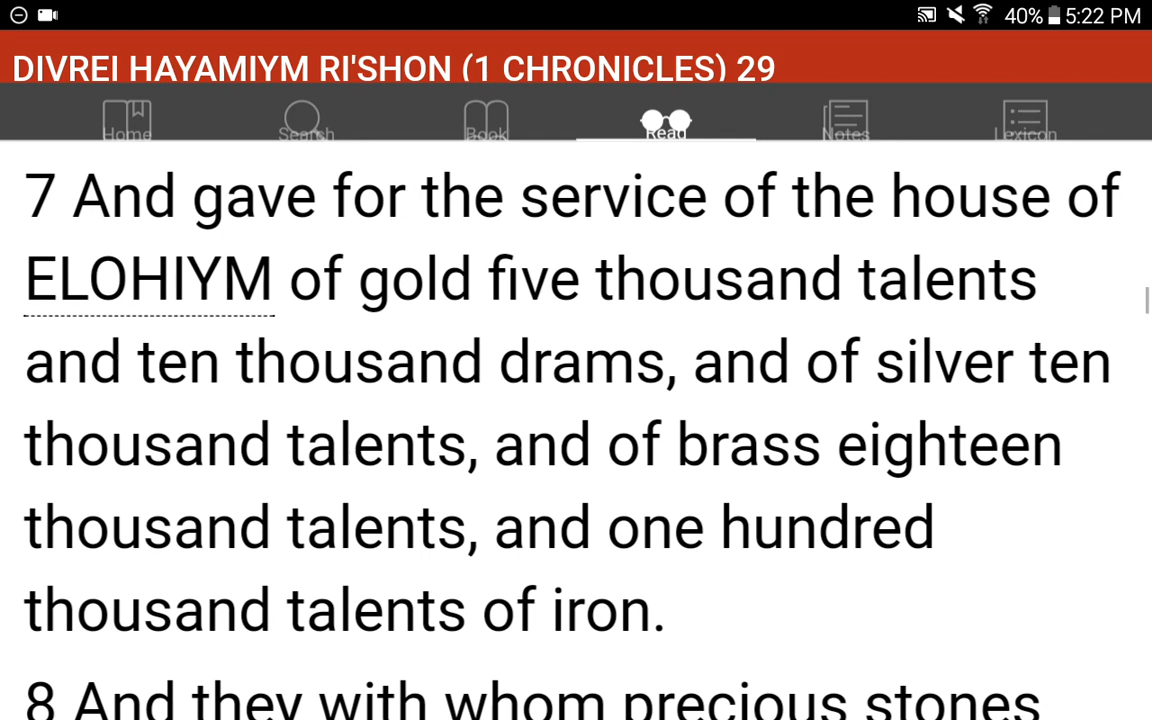 40% 5:22 PM
DIVREI HAYAMIYM RI'SHON (1 CHRONICLES) 29
Home Search Book Read Notes Lexicon
7 And gave for the service of the house of
ELOHIYM of gold five thousand talents
and ten thousand drams, and of silver ten
thousand talents, and of brass eighteen
thousand talents, and one hundred
thousand talents of iron.
8 And they with whom precious stones